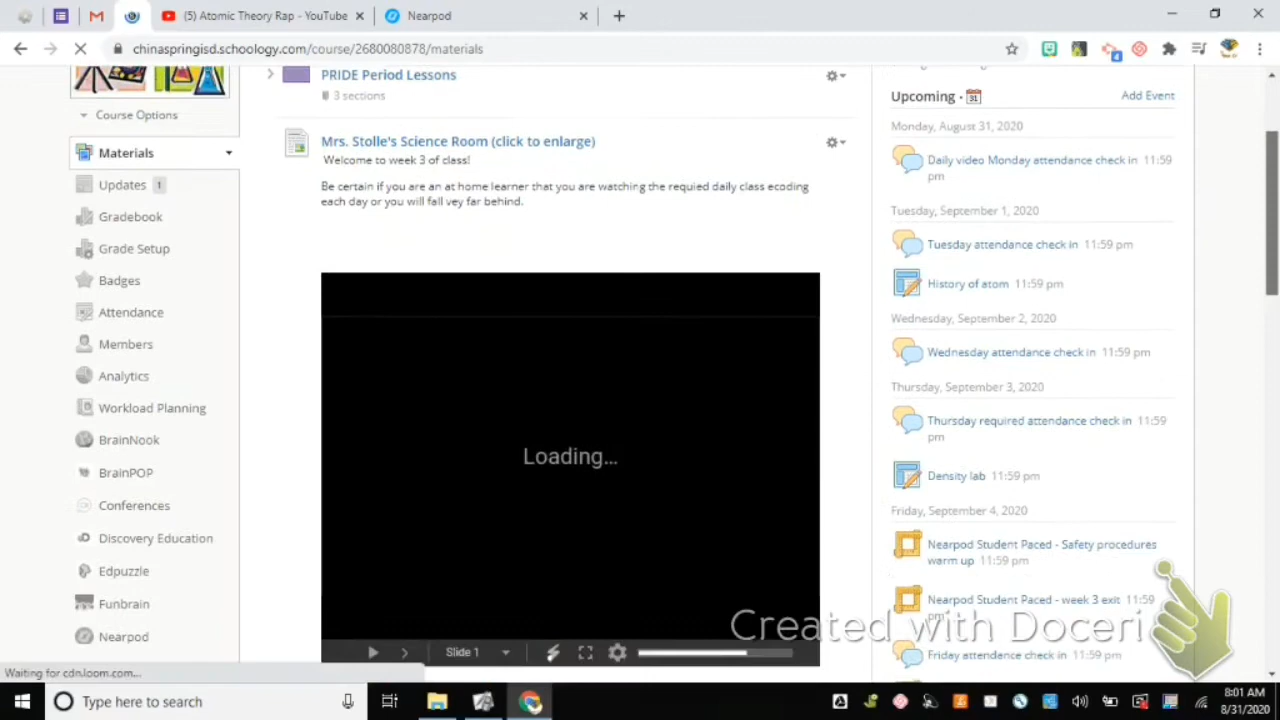 (5) Atomic Theory Rap - YouTube
Nearpod
chinaspringisd.schoology.com/course/2680080878/materials
4
PRIDE Period Lessons
3 sections
Course Options
Materials
Updates 1
Gradebook
Grade Setup
Badges
Attendance
Members
Analytics
Workload Planning
BrainNook
BrainPOP
Conferences
Discovery Education
Edpuzzle
Funbrain
Nearpod
Mrs. Stolle's Science Room (click to enlarge)
Welcome to week 3 of class!
Be certain if you are an at home learner that you are watching the requied daily class ecoding
each day or you will fall vey far behind.
Loading...
Slide 1
Upcoming · 31
Add Event
Monday, August 31, 2020
Daily video Monday attendance check in 11:59
pm
Tuesday, September 1, 2020
Tuesday attendance check in 11:59 pm
History of atom 11:59 pm
Wednesday, September 2, 2020
Wednesday attendance check in 11:59 pm
Thursday, September 3, 2020
Thursday required attendance check in 11:59
pm
Density lab 11:59 pm
Friday, September 4, 2020
Nearpod Student Paced - Safety procedures
warm up 11:59 pm
Nearpod Student Paced - week 3 exit 11:59
pm
Friday attendance check in 11:59 pm
Created with Doceri
Waiting for cdn.loom.com...
Type here to search
8:01 AM
8/31/2020